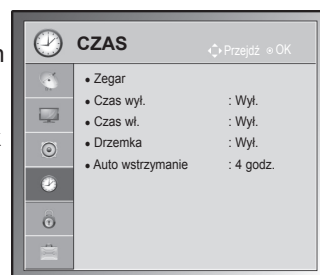 CZAS
Przejdź OK
• Zegar
• Czas wył. : Wył.
• Czas wł. : Wył.
• Drzemka : Wył.
• Auto wstrzymanie : 4 godz.